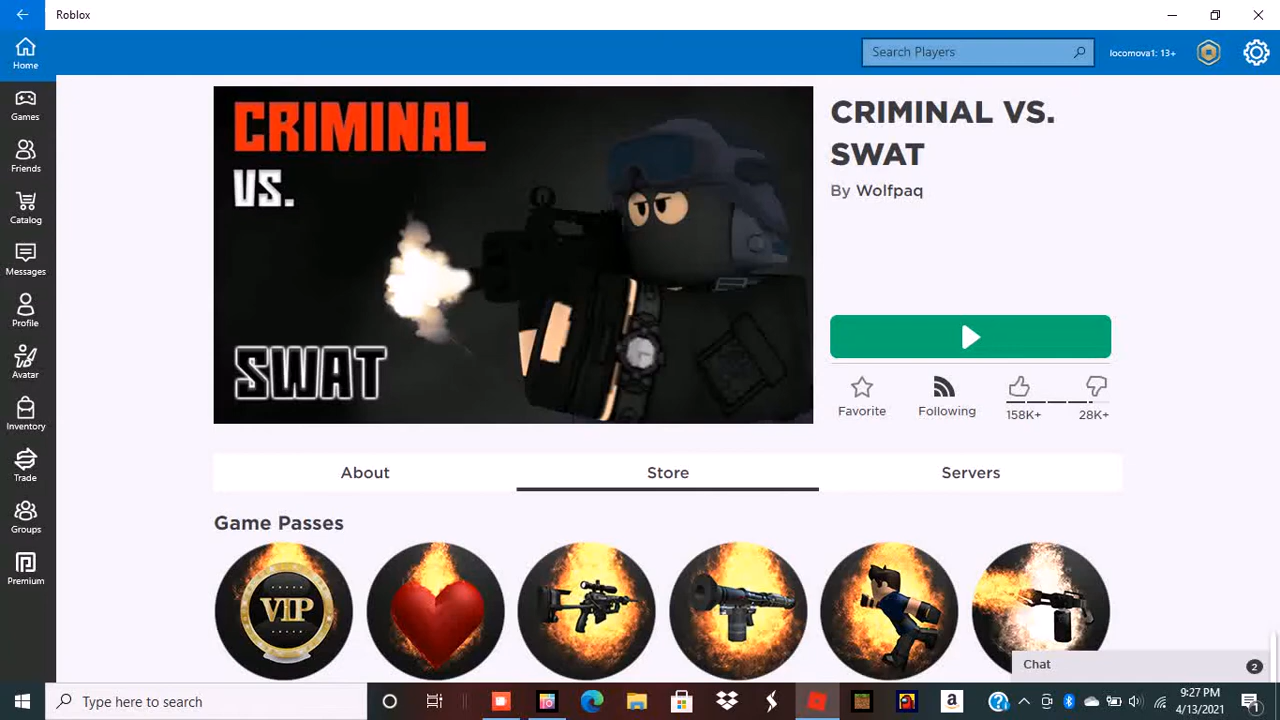 Roblox
Home
Search Players
locomova1: 13+
Games
Friends
Catalog
Messages
Profile
Avatar
Inventory
Trade
Groups
Premium
CRIMINAL
VS.
SWAT
CRIMINAL VS.
SWAT
By Wolfpaq
Favorite
Following
158K+
28K+
About
Store
Servers
Game Passes
VIP
Chat
2
Type here to search
9:27 PM
4/13/2021
1